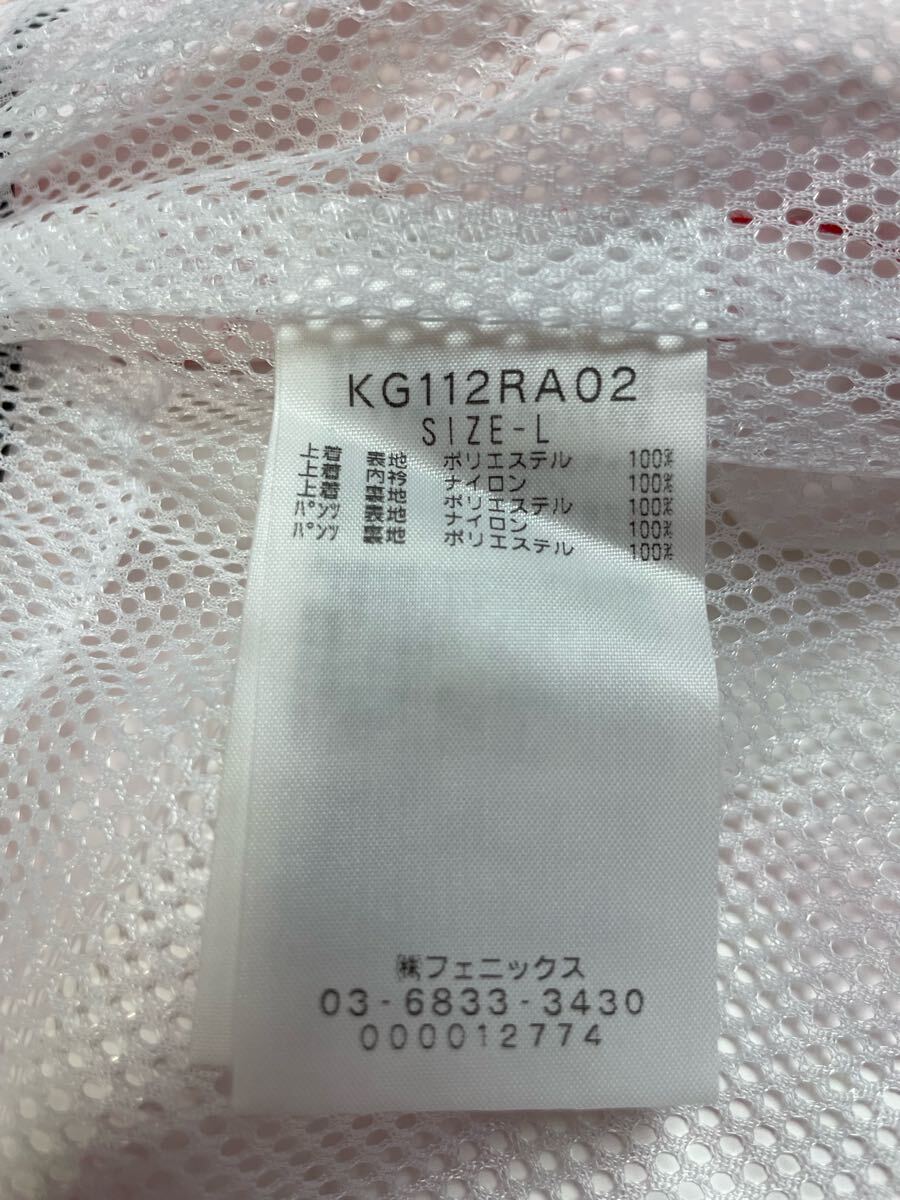 KG112RA02
SIZE-L
上着 表地 ポリエステル 100%
上着 内衿 ナイロン 100%
上着 裏地 ポリエステル 100%
パンツ 表地 ナイロン 100%
パンツ 裏地 ポリエステル 100%
㈱フェニックス
03-6833-3430
000012774